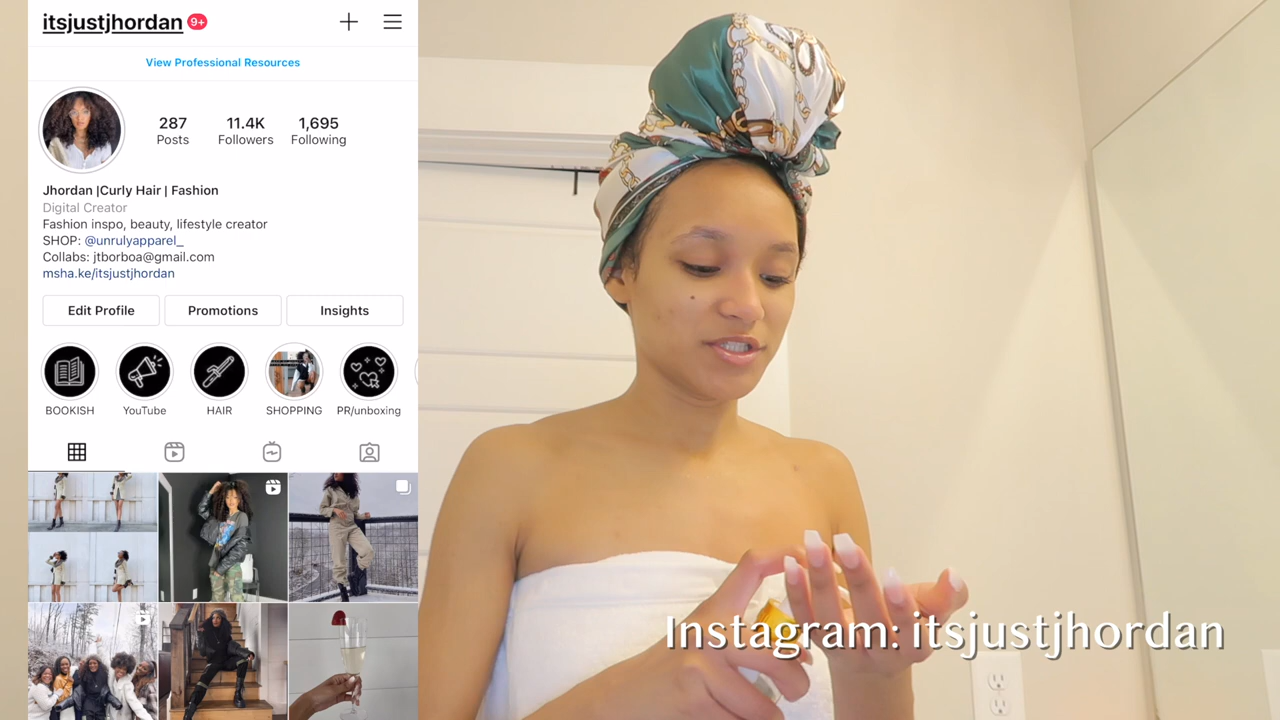 itsjustjhordan 9+
View Professional Resources
287 11.4K 1,695
Posts Followers Following
Jhordan |Curly Hair | Fashion
Digital Creator
Fashion inspo, beauty, lifestyle creator
SHOP: @unrulyapparel_
Collabs: jtborboa@gmail.com
msha.ke/itsjustjhordan
Edit Profile Promotions Insights
BOOKISH YouTube HAIR SHOPPING PR/unboxing
Instagram: itsjustjhordan